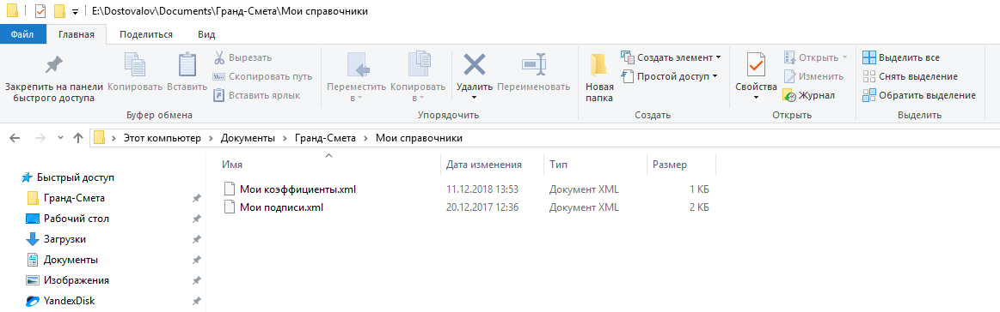 E:\Dostovalov\Documents\Гранд-Смета\Мои справочники
Файл Главная Поделиться Вид
Закрепить на панели быстрого доступа
Копировать
Вставить
Вырезать
Скопировать путь
Вставить ярлык
Буфер обмена
Переместить в
Копировать в
Удалить
Переименовать
Упорядочить
Новая папка
Создать элемент
Простой доступ
Создать
Свойства
Открыть
Изменить
Журнал
Открыть
Выделить все
Снять выделение
Обратить выделение
Выделить
Этот компьютер > Документы > Гранд-Смета > Мои справочники
Быстрый доступ
Гранд-Смета
Рабочий стол
Загрузки
Документы
Изображения
YandexDisk
Имя Дата изменения Тип Размер
Мои коэффициенты.xml 11.12.2018 13:53 Документ XML 1 КБ
Мои подписи.xml 20.12.2017 12:36 Документ XML 2 КБ